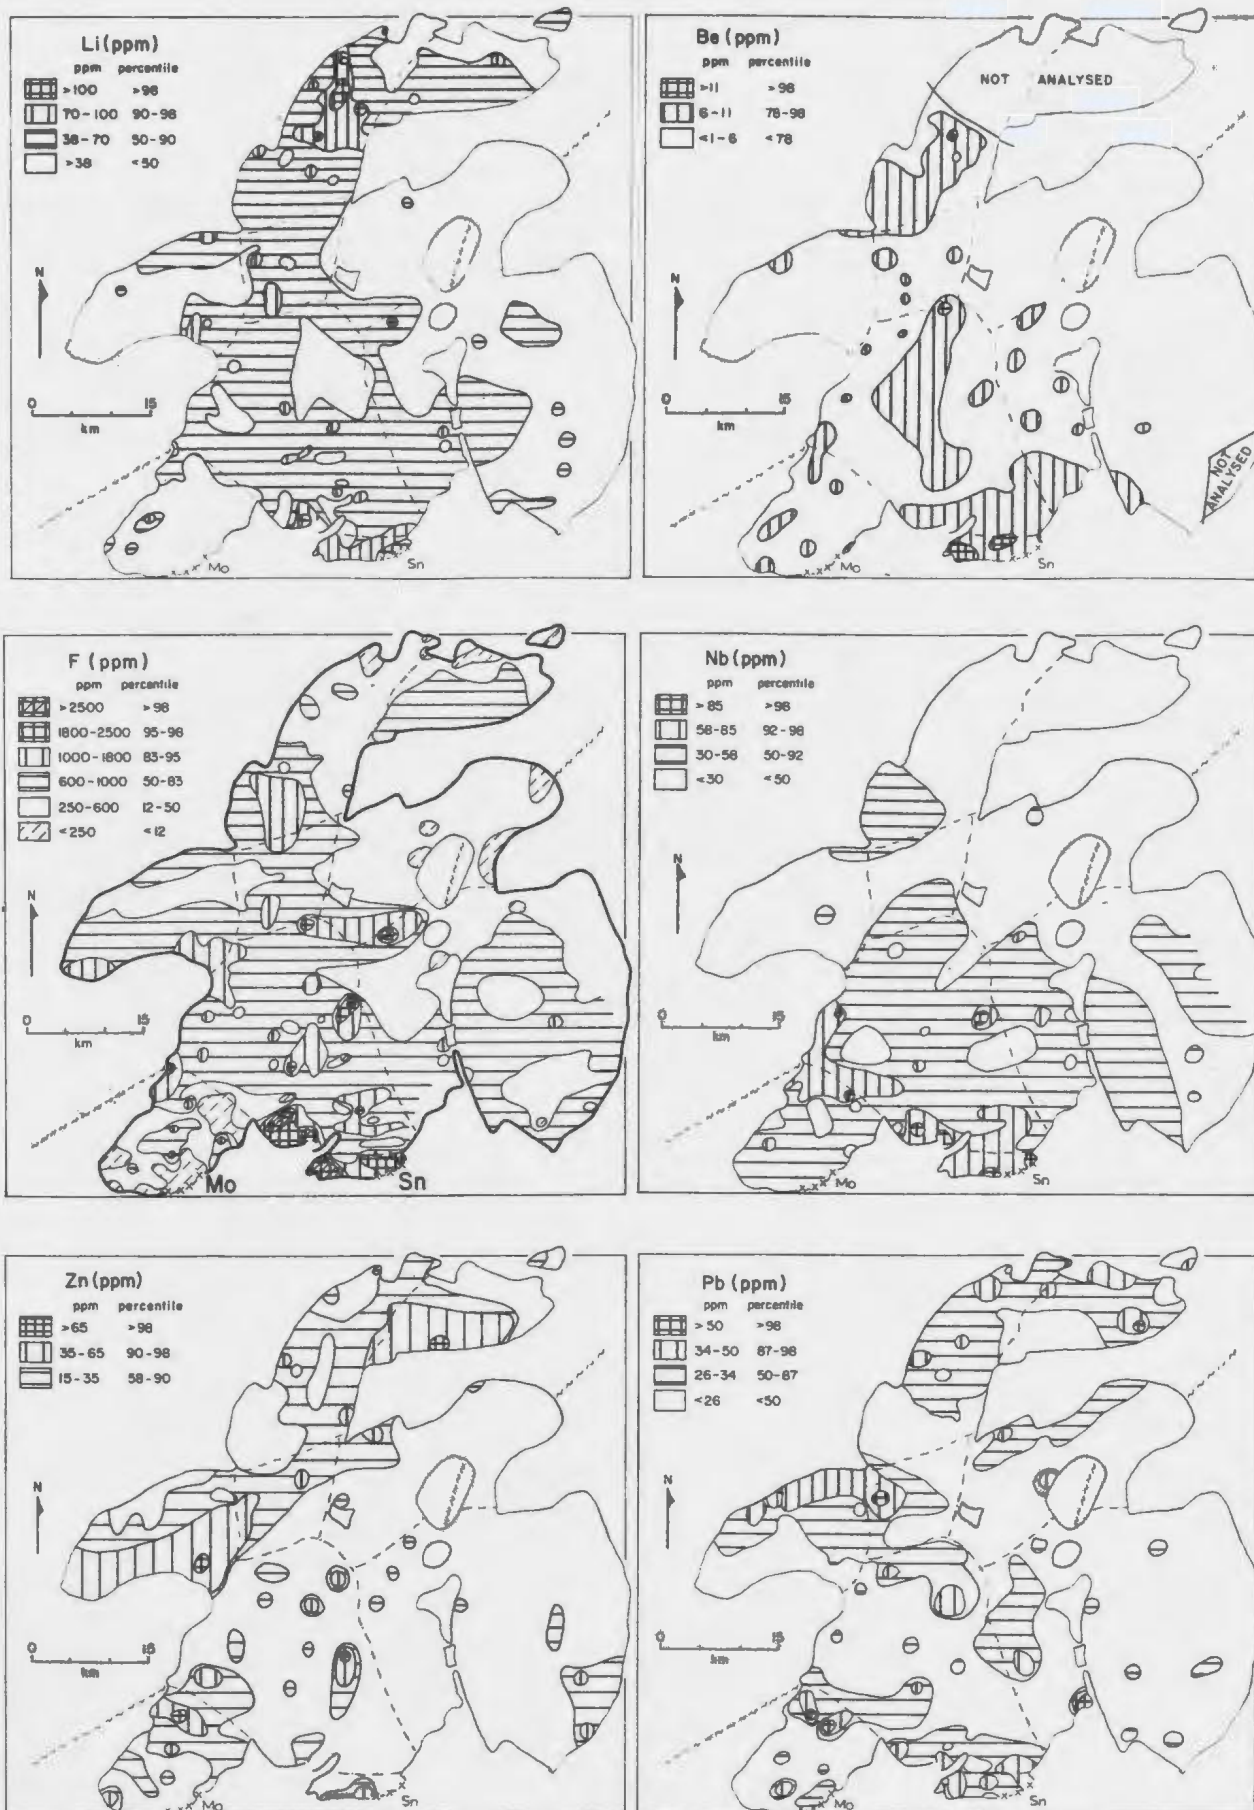 Li (ppm)
ppm percentile
>100 >98
70-100 90-98
38-70 50-90
>38 <50
N
0 15
km
Mo
Sn
Be (ppm)
ppm percentile
>11 >98
6-11 78-98
<1-6 <78
NOT ANALYSED
N
0 15
km
NOT
ANALYSED
Mo
Sn
F (ppm)
ppm percentile
>2500 >98
1800-2500 95-98
1000-1800 83-95
600-1000 50-83
250-600 12-50
<250 <12
N
0 15
km
Mo
Sn
Nb (ppm)
ppm percentile
>85 >98
58-85 92-98
30-58 50-92
<30 <50
N
0 15
km
Mo
Sn
Zn (ppm)
ppm percentile
>65 >98
35-65 90-98
15-35 58-90
N
0 15
km
Mo
Sn
Pb (ppm)
ppm percentile
>50 >98
34-50 87-98
26-34 50-87
<26 <50
N
0 15
km
Mo
Sn